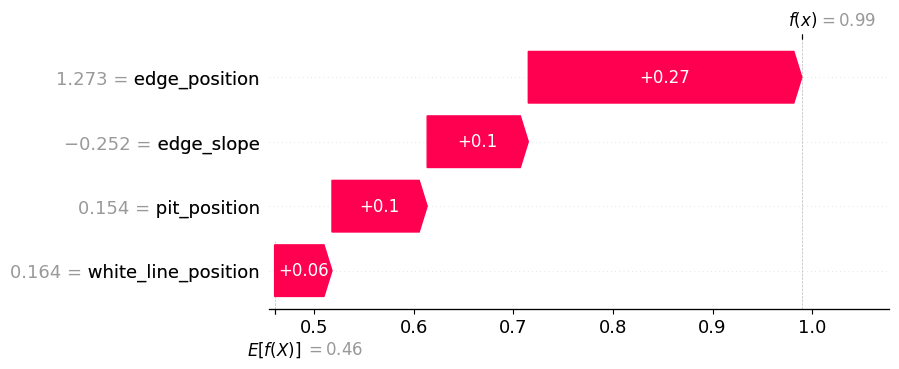 f(x) = 0.99
1.273 = edge_position
+0.27
−0.252 = edge_slope
+0.1
0.154 = pit_position
+0.1
0.164 = white_line_position
+0.06
0.5 0.6 0.7 0.8 0.9 1.0
E[f(X)] = 0.46